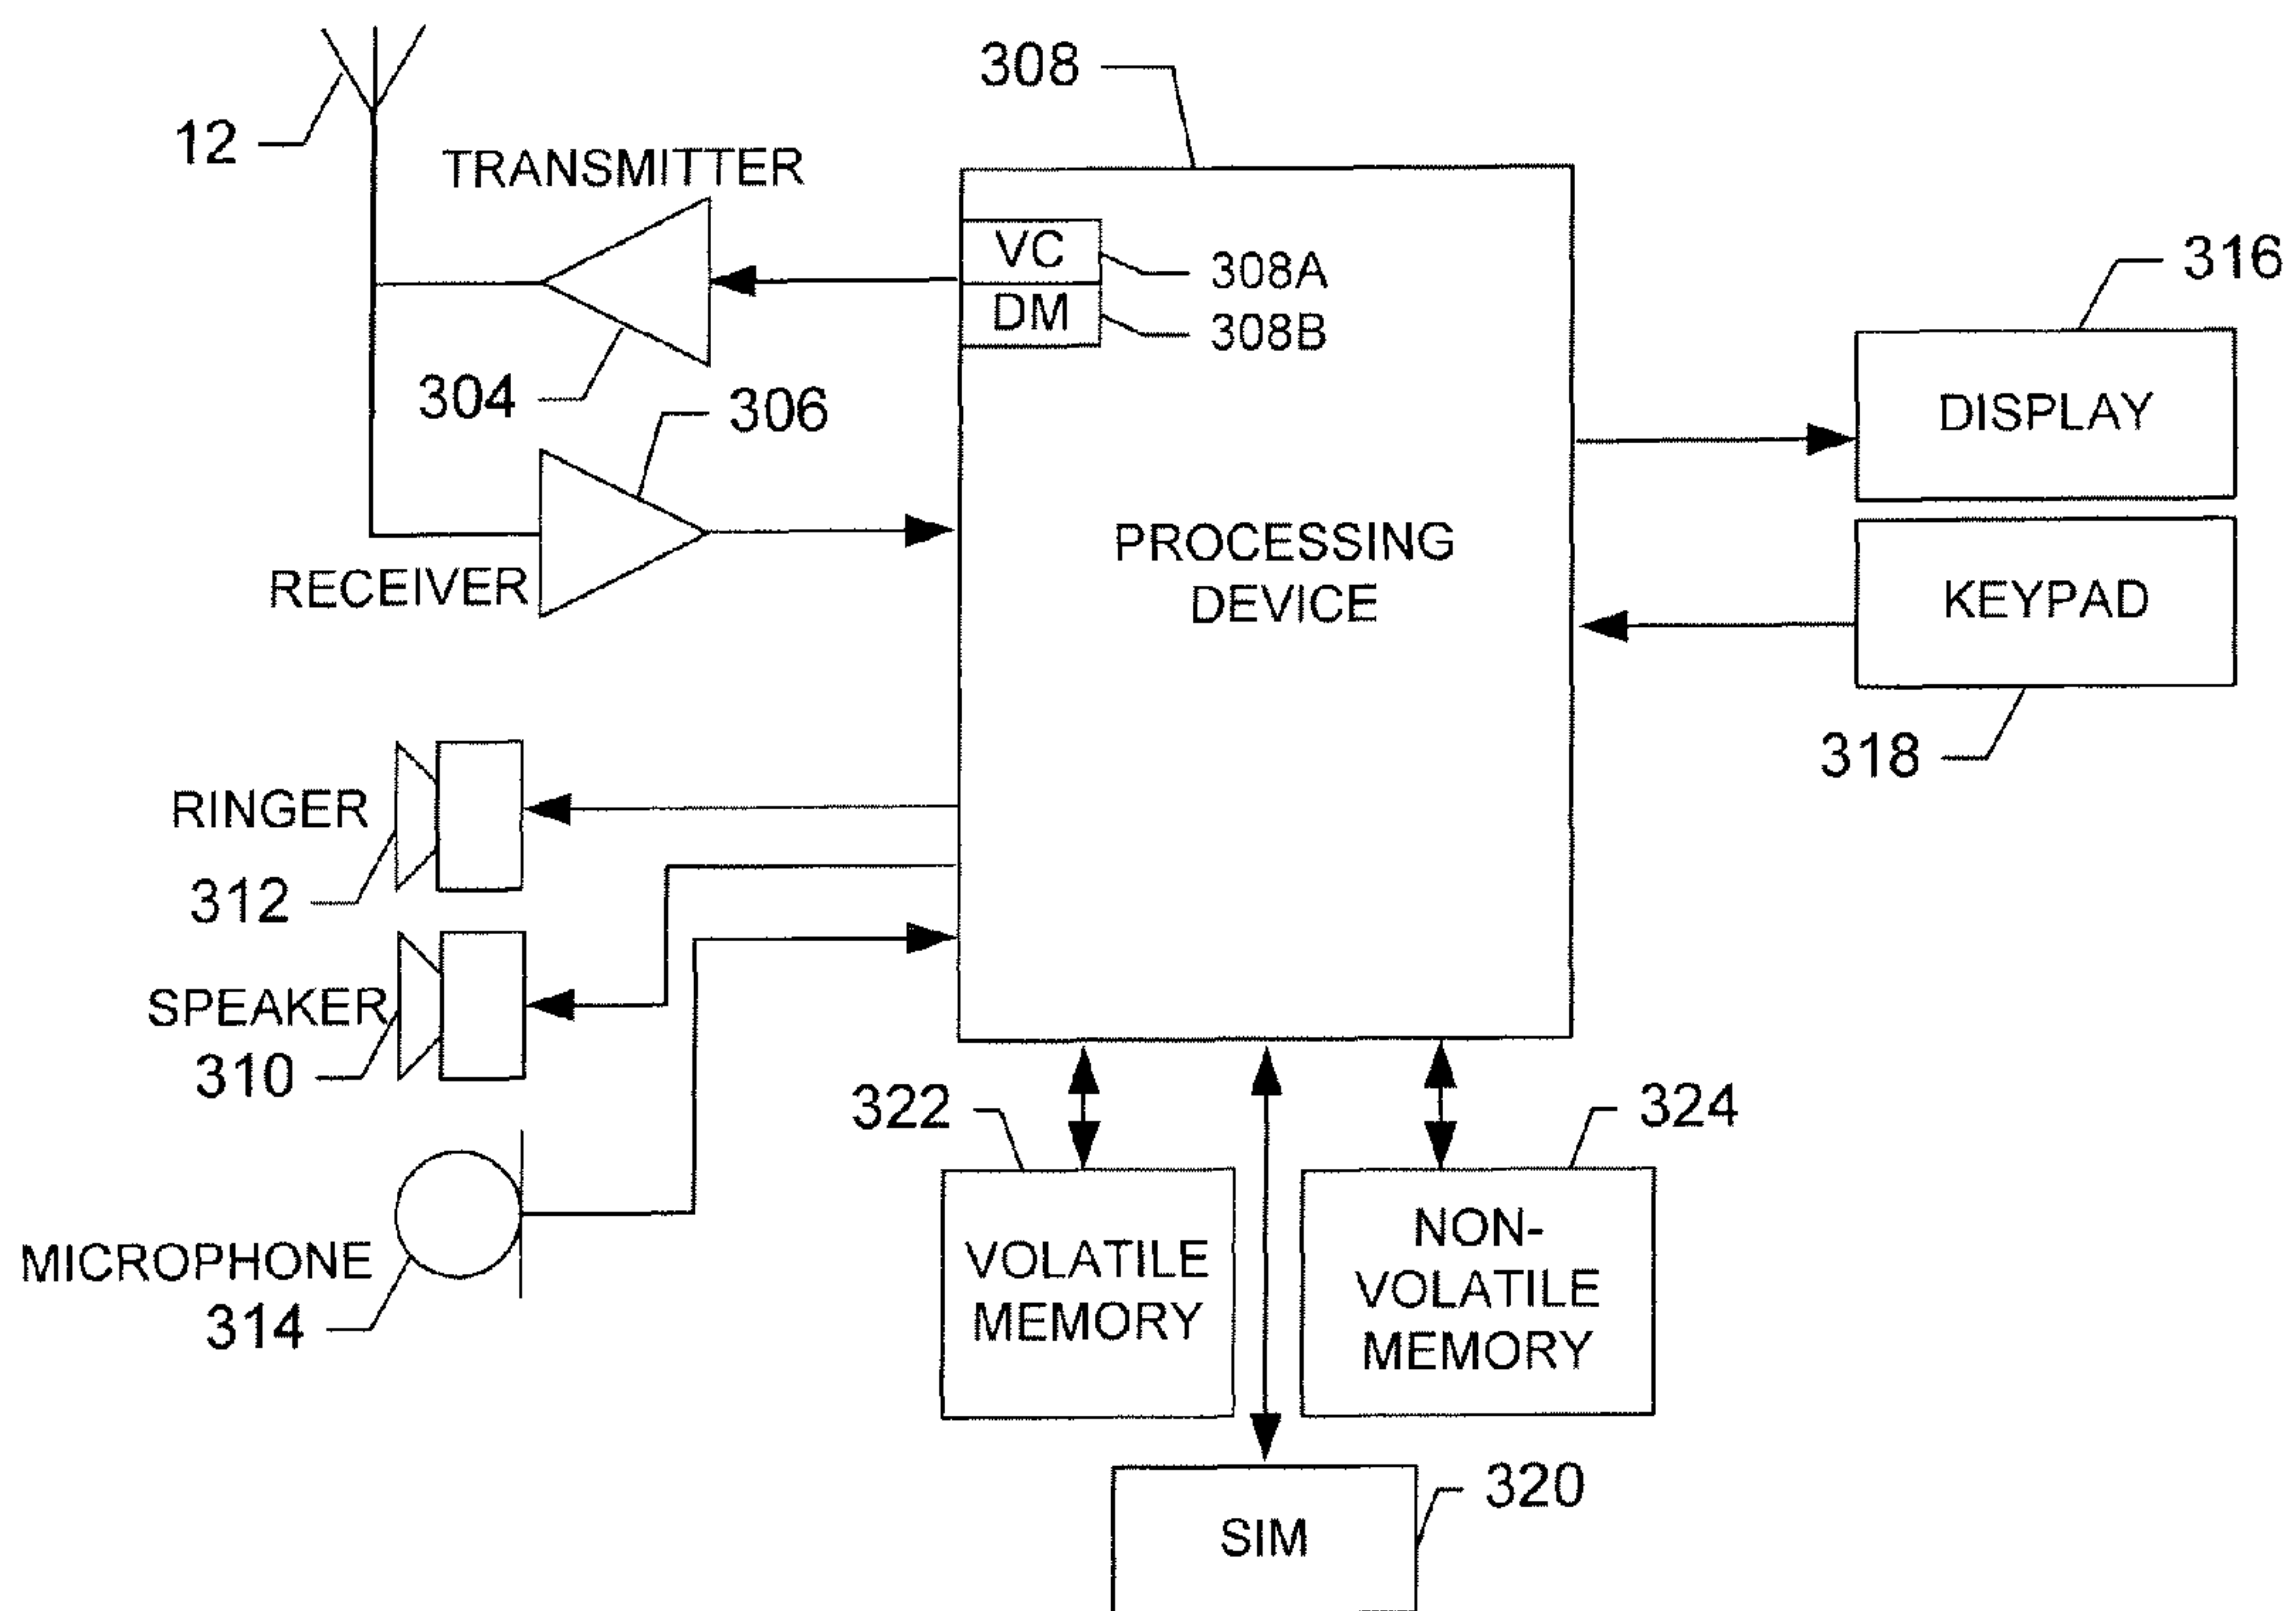 308
12
TRANSMITTER
VC
308A
DM
308B
304
306
RECEIVER
PROCESSING
DEVICE
316
DISPLAY
KEYPAD
318
RINGER
312
SPEAKER
310
MICROPHONE
314
322
VOLATILE
MEMORY
324
NON-
VOLATILE
MEMORY
320
SIM